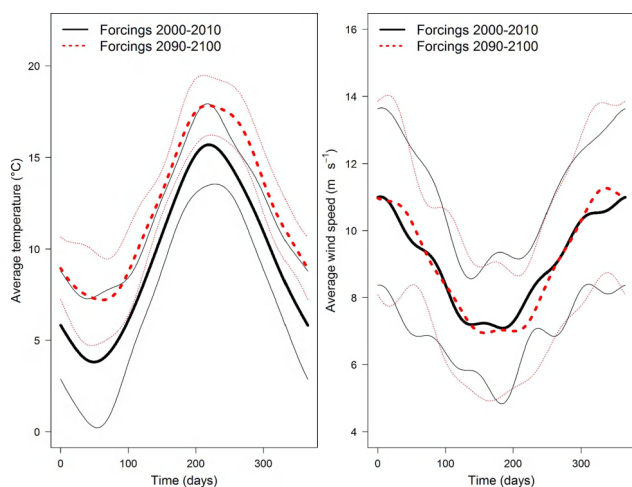 Forcings 2000-2010
Forcings 2090-2100
Average temperature (°C)
20
15
10
5
0
0
100
200
300
Time (days)
Forcings 2000-2010
Forcings 2090-2100
Average wind speed (m s−1)
16
14
12
10
8
6
4
0
100
200
300
Time (days)